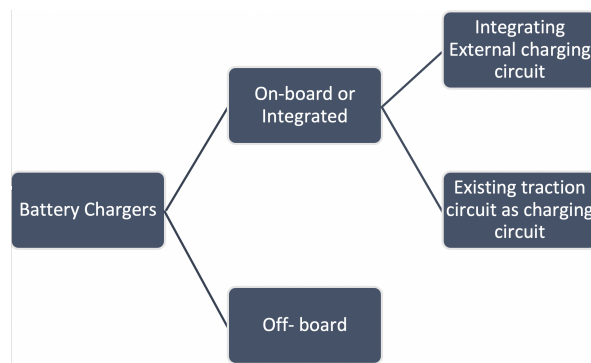 Battery Chargers
On-board or
Integrated
Off- board
Integrating
External charging
circuit
Existing traction
circuit as charging
circuit